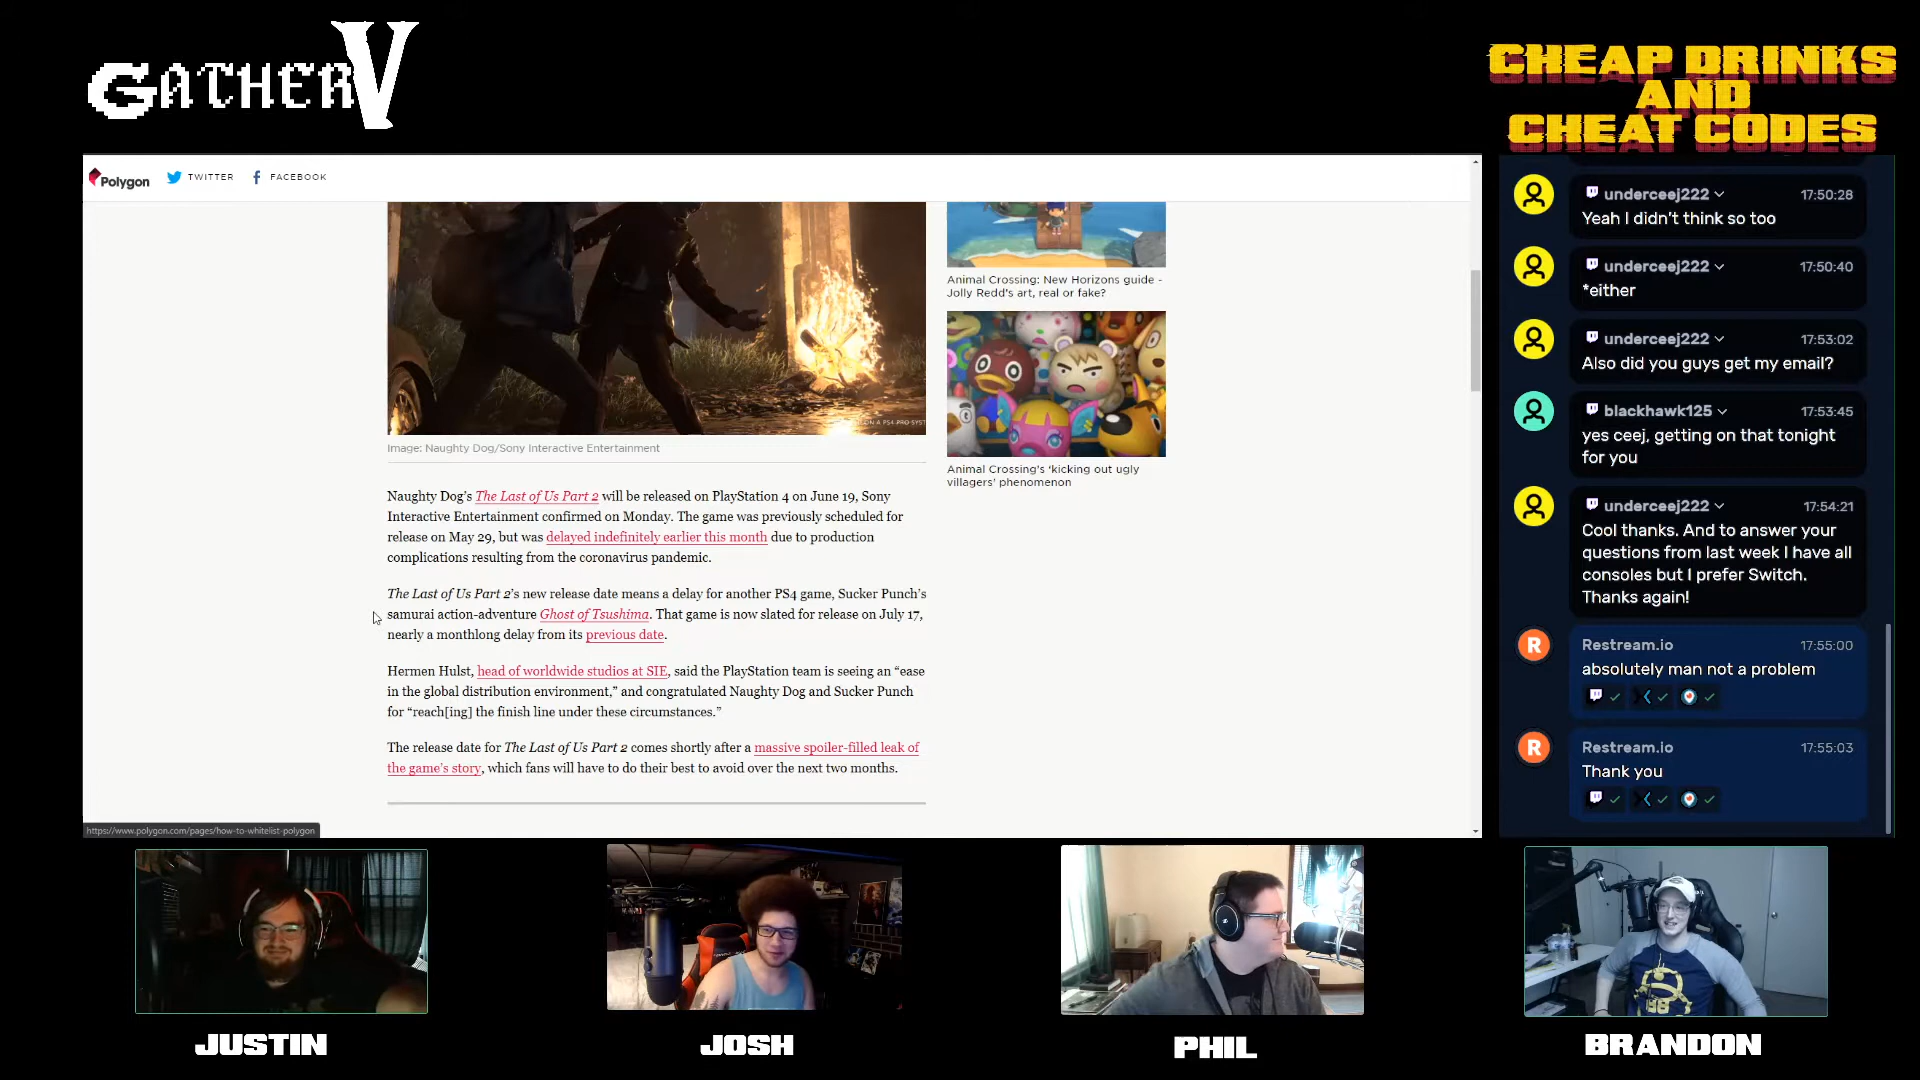 GATHER V
CHEAP DRINKS
AND
CHEAT CODES
Polygon
TWITTER
FACEBOOK
Image: Naughty Dog/Sony Interactive Entertainment
Naughty Dog’s The Last of Us Part 2 will be released on PlayStation 4 on June 19, Sony
Interactive Entertainment confirmed on Monday. The game was previously scheduled for
release on May 29, but was delayed indefinitely earlier this month due to production
complications resulting from the coronavirus pandemic.
The Last of Us Part 2’s new release date means a delay for another PS4 game, Sucker Punch’s
samurai action-adventure Ghost of Tsushima. That game is now slated for release on July 17,
nearly a monthlong delay from its previous date.
Hermen Hulst, head of worldwide studios at SIE, said the PlayStation team is seeing an “ease
in the global distribution environment,” and congratulated Naughty Dog and Sucker Punch
for “reach[ing] the finish line under these circumstances.”
The release date for The Last of Us Part 2 comes shortly after a massive spoiler-filled leak of
the game’s story, which fans will have to do their best to avoid over the next two months.
Animal Crossing: New Horizons guide -
Jolly Redd’s art, real or fake?
Animal Crossing’s ‘kicking out ugly
villagers’ phenomenon
https://www.polygon.com/pages/how-to-whitelist-polygon
underceej222 17:50:28
Yeah I didn’t think so too
underceej222 17:50:40
*either
underceej222 17:53:02
Also did you guys get my email?
blackhawk125 17:53:45
yes ceej, getting on that tonight
for you
underceej222 17:54:21
Cool thanks. And to answer your
questions from last week I have all
consoles but I prefer Switch.
Thanks again!
R
Restream.io 17:55:00
absolutely man not a problem
R
Restream.io 17:55:03
Thank you
JUSTIN
JOSH
PHIL
BRANDON